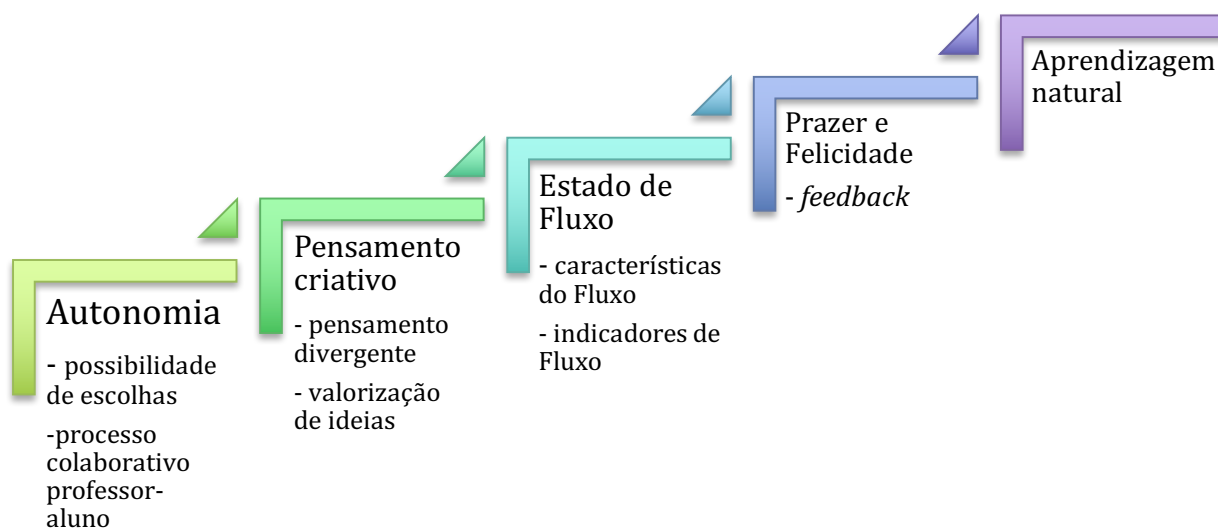 Autonomia
- possibilidade
de escolhas
-processo
colaborativo
professor-
aluno
Pensamento
criativo
- pensamento
divergente
- valorização
de ideias
Estado de
Fluxo
- características
do Fluxo
- indicadores de
Fluxo
Prazer e
Felicidade
- feedback
Aprendizagem
natural